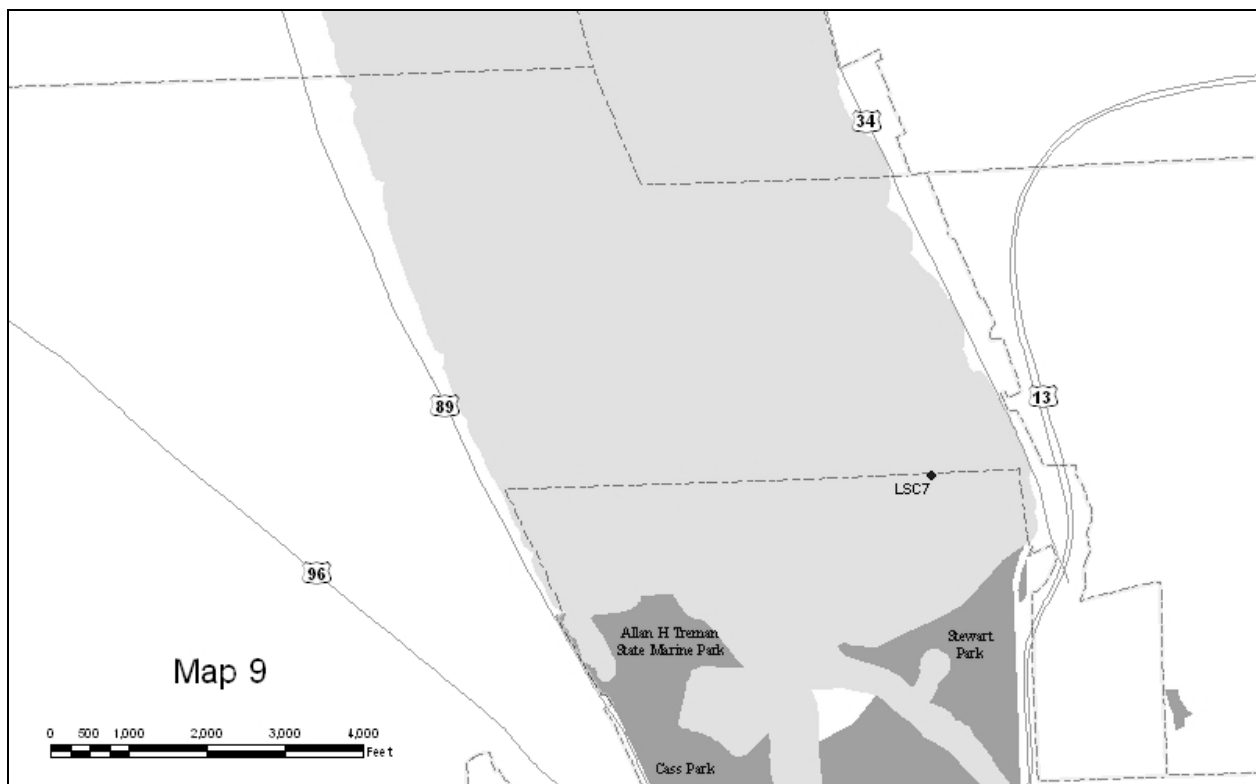 34
13
89
LSC7
96
Allan H Treman
State Marine Park
Stewart
Park
Map 9
0 500 1,000 2,000 3,000 4,000
Feet
Cass Park